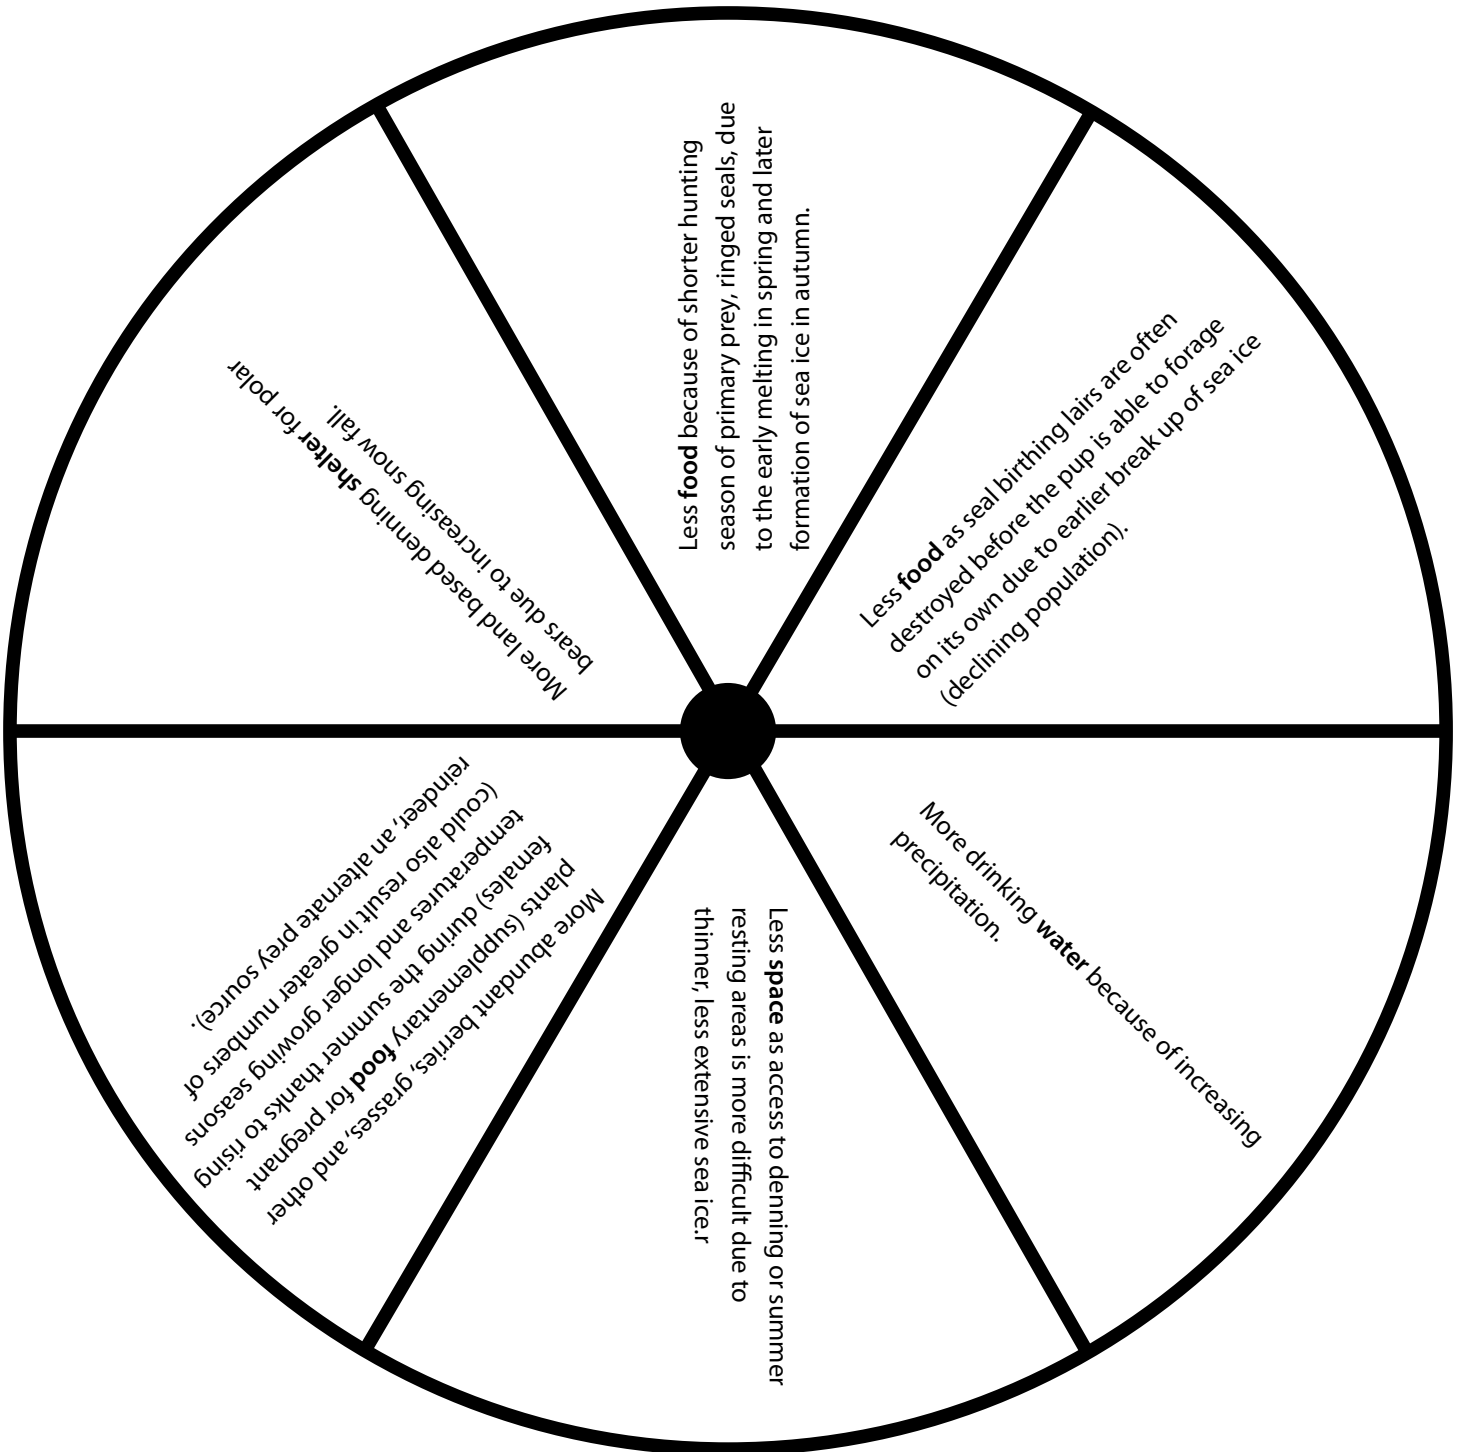 Less food because of shorter hunting
season of primary prey, ringed seals, due
to the early melting in spring and later
formation of sea ice in autumn.
Less food as seal birthing lairs are often
destroyed before the pup is able to forage
on its own due to earlier break up of sea ice
(declining population).
More drinking water because of increasing
precipitation.
Less space as access to denning or summer
resting areas is more difficult due to
thinner, less extensive sea ice.r
More abundant berries, grasses, and other
plants (supplementary food for pregnant
females) during the summer thanks to rising
temperatures and longer growing seasons
(could also result in greater numbers of
reindeer, an alternate prey source).
More land based denning shelter for polar
bears due to increasing snow fall.